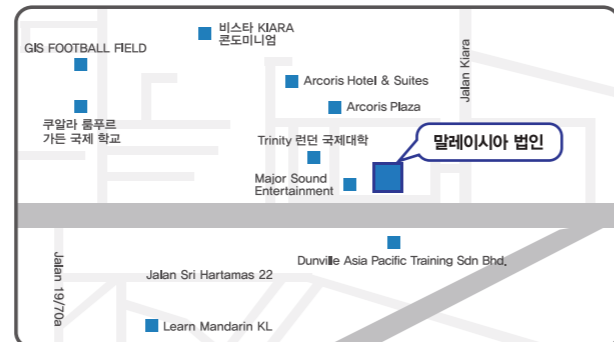 비스타 KIARA
콘도미니엄
GIS FOOTBALL FIELD
Arcoris Hotel & Suites
Jalan Kiara
Arcoris Plaza
쿠알라 룸푸르
가든 국제 학교
Trinity 런던 국제대학
말레이시아 법인
Major Sound
Entertainment
Dunville Asia Pacific Training Sdn Bhd.
Jalan 19/70a
Jalan Sri Hartamas 22
Learn Mandarin KL